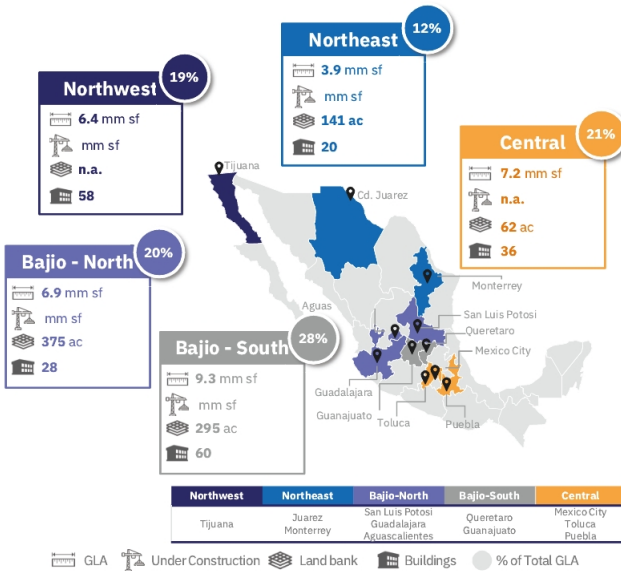 Northeast
12%
3.9 mm sf
mm sf
141 ac
20
Northwest
19%
6.4 mm sf
mm sf
n.a.
58
Central
21%
7.2 mm sf
n.a.
62 ac
36
Bajio - North
20%
6.9 mm sf
mm sf
375 ac
28
Bajio - South
28%
9.3 mm sf
mm sf
295 ac
60
Tijuana
Cd. Juarez
Monterrey
Aguas
San Luis Potosi
Queretaro
Mexico City
Guadalajara
Guanajuato
Toluca
Puebla
Northwest Northeast Bajio-North Bajio-South Central
Tijuana
Juarez
Monterrey
San Luis Potosi
Guadalajara
Aguascalientes
Queretaro
Guanajuato
Mexico City
Toluca
Puebla
GLA Under Construction Land bank Buildings % of Total GLA